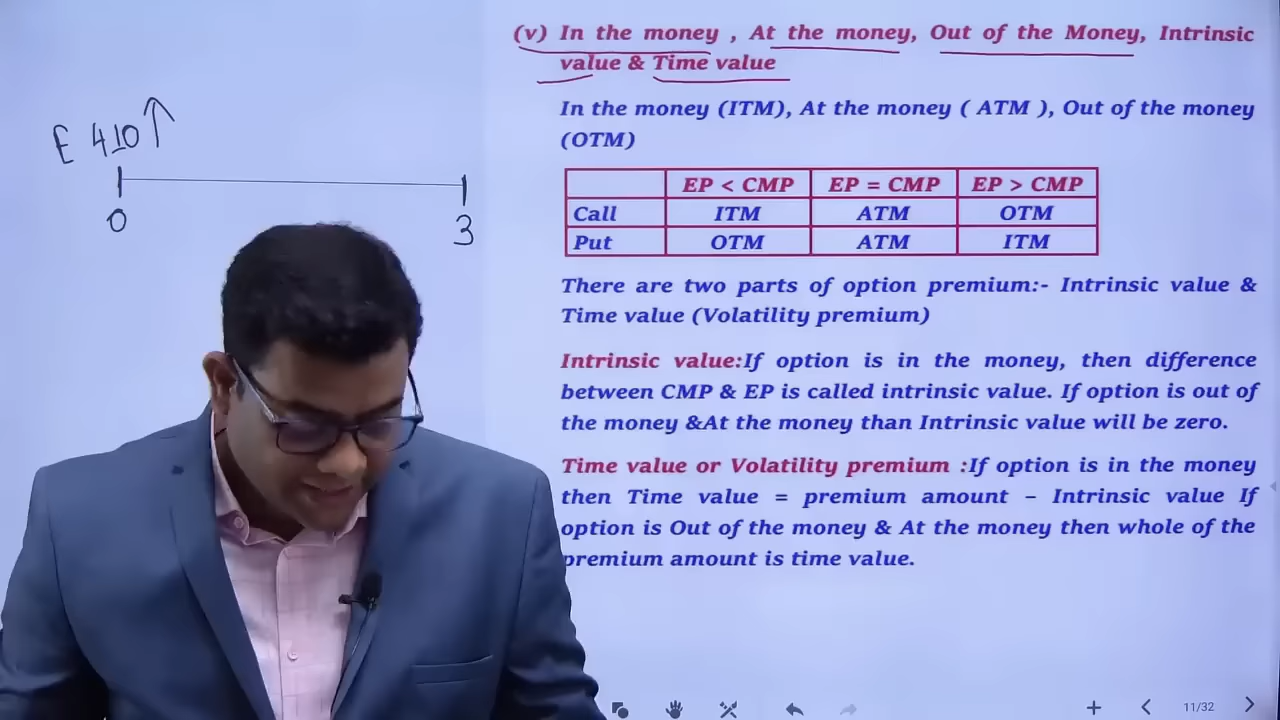 (v) In the money , At the money, Out of the Money, Intrinsic
value & Time value
In the money (ITM), At the money ( ATM ), Out of the money
(OTM)
EP < CMP EP = CMP EP > CMP
Call ITM ATM OTM
Put OTM ATM ITM
There are two parts of option premium:- Intrinsic value &
Time value (Volatility premium)
Intrinsic value:If option is in the money, then difference
between CMP & EP is called intrinsic value. If option is out of
the money &At the money than Intrinsic value will be zero.
Time value or Volatility premium :If option is in the money
then Time value = premium amount – Intrinsic value If
option is Out of the money & At the money then whole of the
premium amount is time value.
E 410↑
0 3
11/32